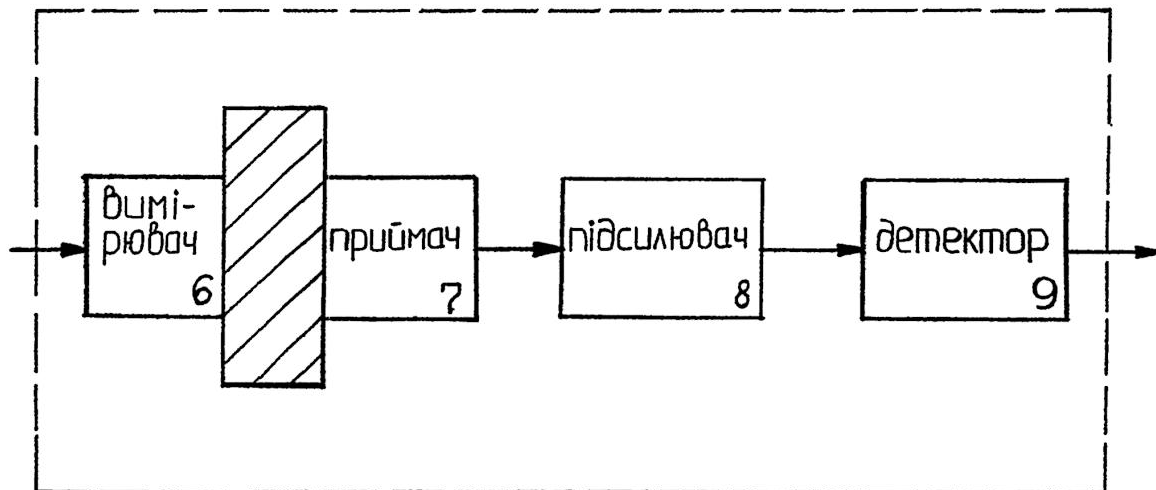 вимі-
рювач
6
приймач
7
підсилювач
8
детектор
9